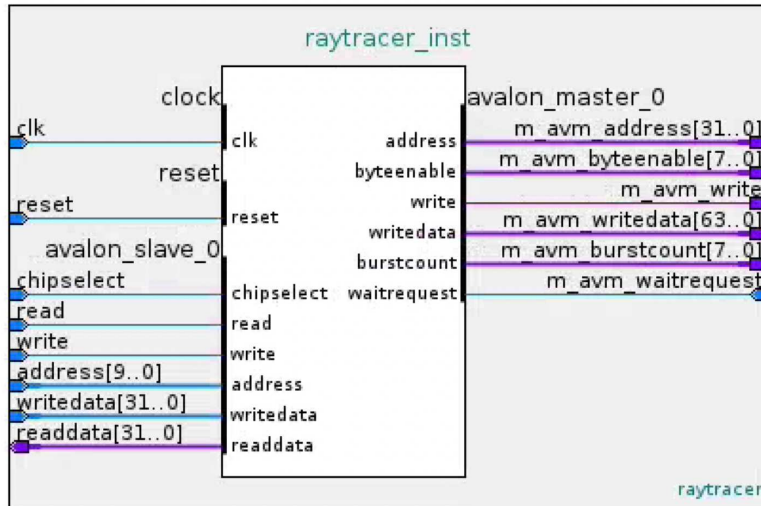 raytracer_inst
clock
avalon_master_0
clk
clk
address
m_avm_address[31..0]
reset
byteenable
m_avm_byteenable[7..0]
reset
reset
write
m_avm_write
writedata
m_avm_writedata[63..0]
avalon_slave_0
burstcount
m_avm_burstcount[7..0]
chipselect
chipselect
waitrequest
m_avm_waitrequest
read
read
write
write
address[9..0]
address
writedata[31..0]
writedata
readdata[31..0]
readdata
raytracer